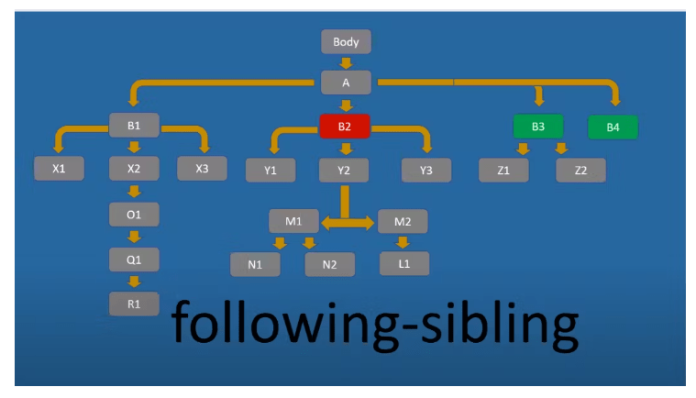 Body
A
B1
B2
B3
B4
X1
X2
X3
Y1
Y2
Y3
Z1
Z2
O1
M1
M2
Q1
N1
N2
L1
R1
following-sibling